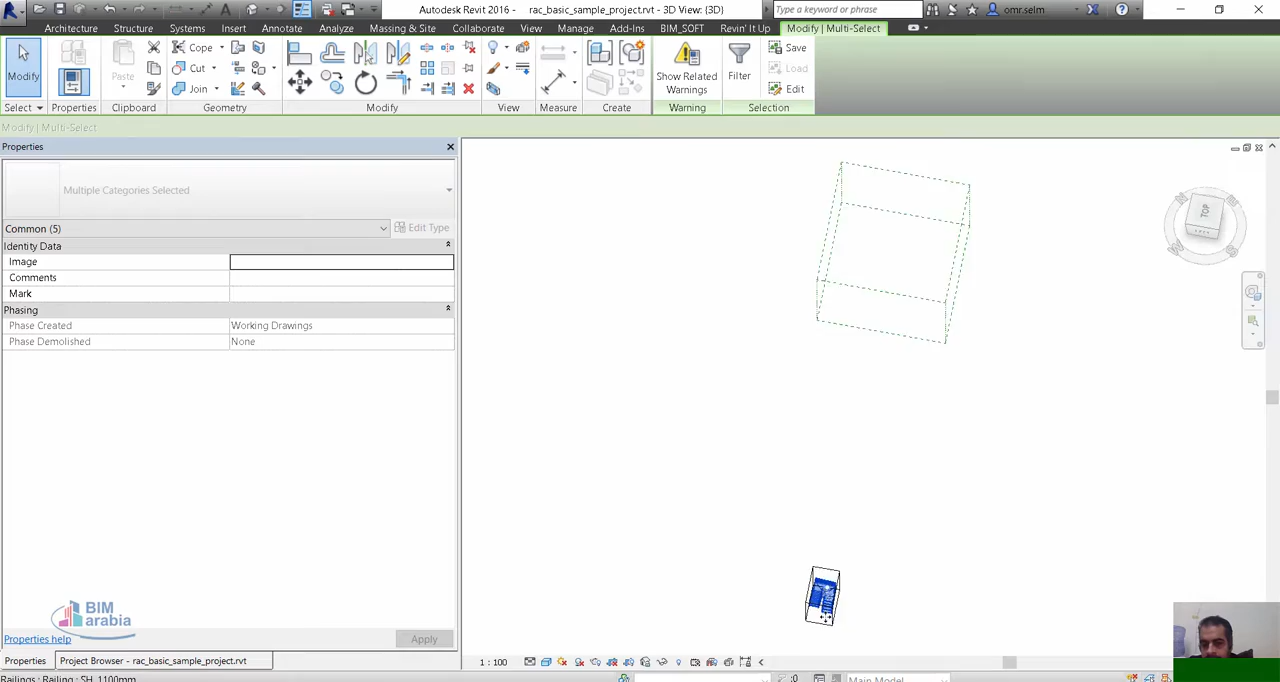 Autodesk Revit 2016 - rac_basic_sample_project.rvt - 3D View: {3D}
Type a keyword or phrase
omr.selm
Architecture Structure Systems Insert Annotate Analyze Massing & Site Collaborate View Manage Add-Ins BIM_SOFT Revin' It Up Modify | Multi-Select
Modify
Paste
Cope
Cut
Join
Show Related
Warnings
Filter
Save
Load
Edit
Select Properties Clipboard Geometry Modify View Measure Create Warning Selection
Modify | Multi-Select
Properties
Multiple Categories Selected
Common (5)
Edit Type
Identity Data
Image
Comments
Mark
Phasing
Phase Created Working Drawings
Phase Demolished None
TOP
BIM
arabia
Properties help
Apply
Properties
Project Browser - rac_basic_sample_project.rvt
1 : 100
Railings : Railing : SH_1100mm
:0
Main Model